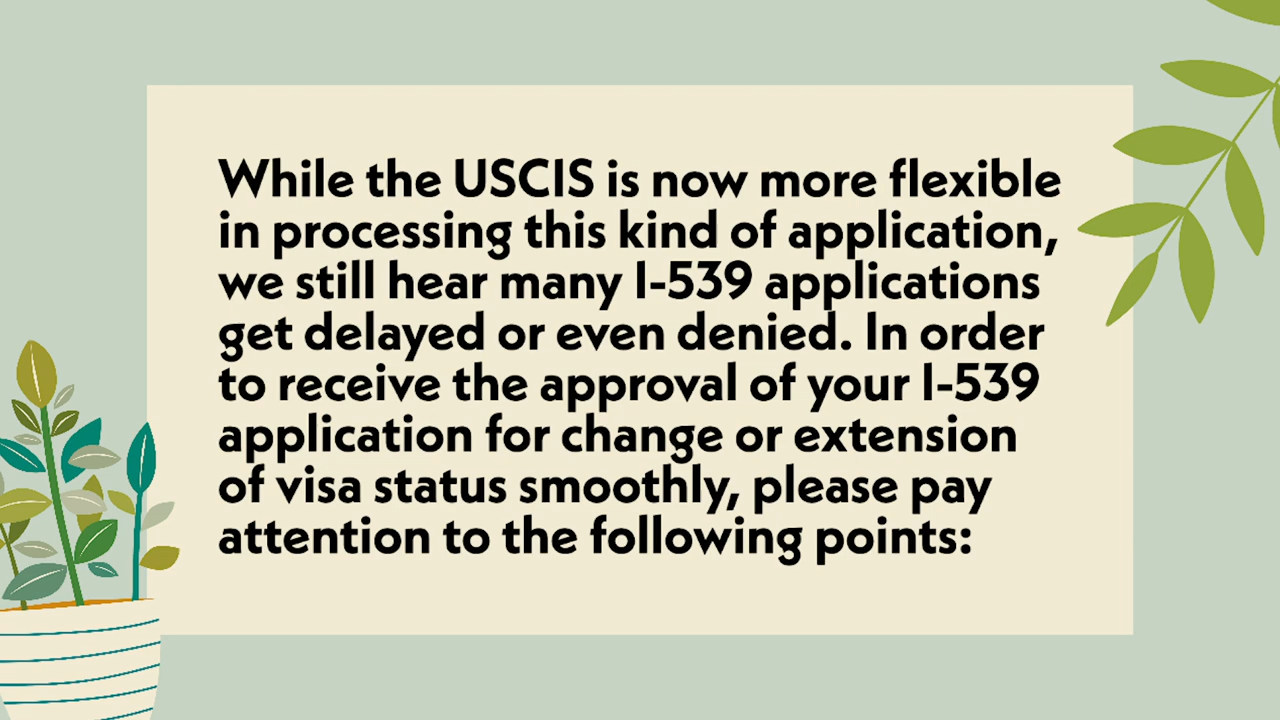 While the USCIS is now more flexible
in processing this kind of application,
we still hear many I-539 applications
get delayed or even denied. In order
to receive the approval of your I-539
application for change or extension
of visa status smoothly, please pay
attention to the following points: